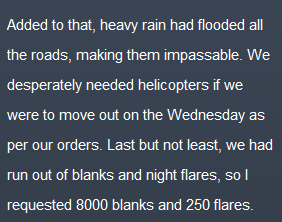 Added to that, heavy rain had flooded all
the roads, making them impassable. We
desperately needed helicopters if we
were to move out on the Wednesday as
per our orders. Last but not least, we had
run out of blanks and night flares, so I
requested 8000 blanks and 250 flares.